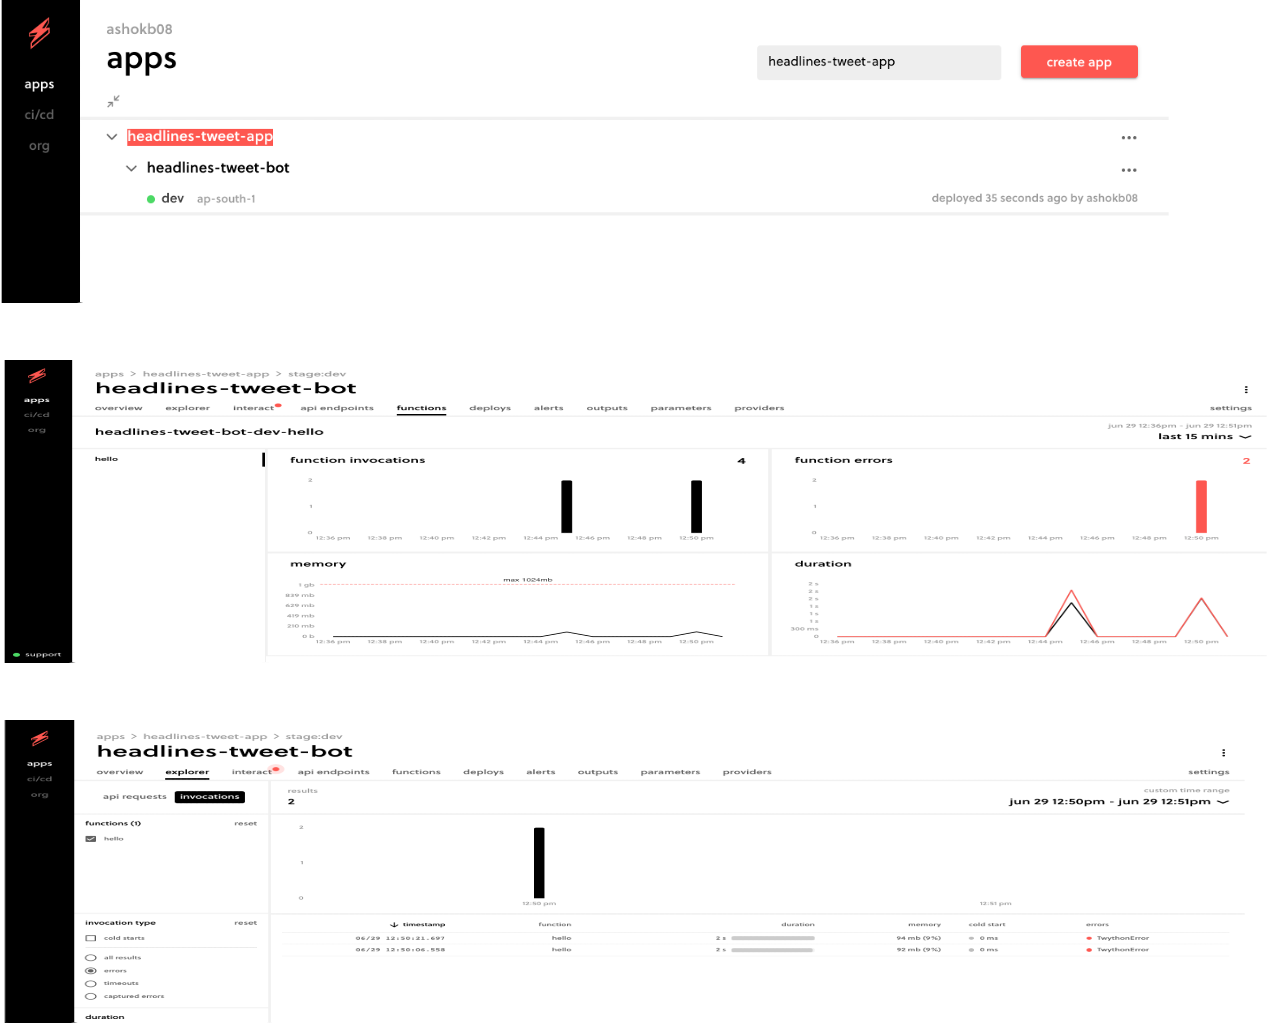 ashokb08
apps
headlines-tweet-app
create app
apps
ci/cd
org
headlines-tweet-app
headlines-tweet-bot
dev ap-south-1
deployed 35 seconds ago by ashokb08
apps > headlines-tweet-app > stage:dev
headlines-tweet-bot
apps
ci/cd
org
overview explorer interact api endpoints functions deploys alerts outputs parameters providers settings
headlines-tweet-bot-dev-hello
jun 29 12:36pm - jun 29 12:51pm
last 15 mins
hello
function invocations 4
2
1
0
12:36 pm 12:38 pm 12:40 pm 12:42 pm 12:44 pm 12:46 pm 12:48 pm 12:50 pm
function errors 2
2
1
0
12:36 pm 12:38 pm 12:40 pm 12:42 pm 12:44 pm 12:46 pm 12:48 pm 12:50 pm
memory
max 1024mb
1 gb
839 mb
629 mb
419 mb
210 mb
0 b
12:36 pm 12:38 pm 12:40 pm 12:42 pm 12:44 pm 12:46 pm 12:48 pm 12:50 pm
duration
2 s
2 s
2 s
1 s
1 s
1 s
300 ms
0
12:36 pm 12:38 pm 12:40 pm 12:42 pm 12:44 pm 12:46 pm 12:48 pm 12:50 pm
support
apps > headlines-tweet-app > stage:dev
headlines-tweet-bot
apps
ci/cd
org
overview explorer interact api endpoints functions deploys alerts outputs parameters providers settings
api requests invocations
results
2
custom time range
jun 29 12:50pm - jun 29 12:51pm
functions (1) reset
hello
2
1
0
12:50 pm 12:51 pm
invocation type reset
cold starts
all results
errors
timeouts
captured errors
duration
timestamp function duration memory cold start errors
06/29 12:50:21.697 hello 2 s 94 mb (9%) 0 ms TwythonError
06/29 12:50:06.558 hello 2 s 92 mb (9%) 0 ms TwythonError